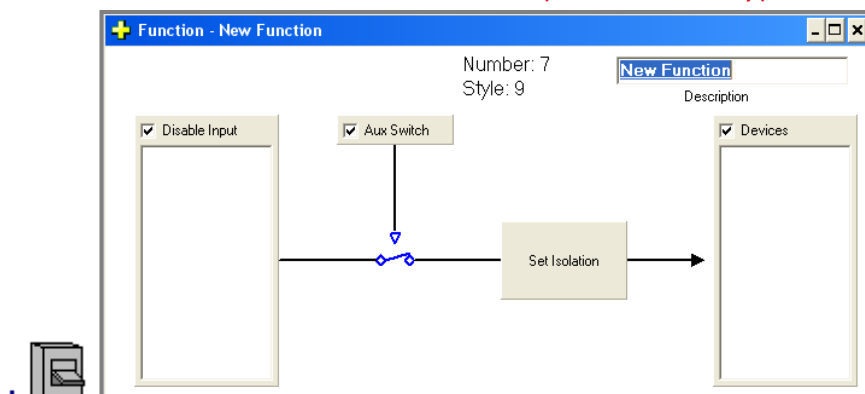 Function - New Function
Number: 7
Style: 9
New Function
Description
Disable Input
Aux Switch
Devices
Set Isolation